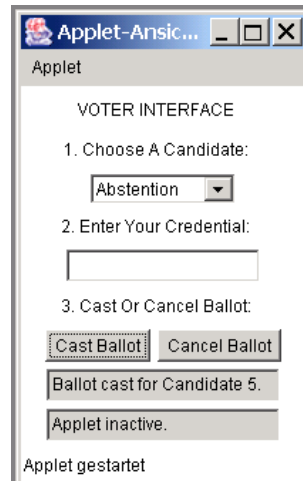 Applet-Ansic...
Applet
VOTER INTERFACE
1. Choose A Candidate:
Abstention
2. Enter Your Credential:
3. Cast Or Cancel Ballot:
Cast Ballot Cancel Ballot
Ballot cast for Candidate 5.
Applet inactive.
Applet gestartet